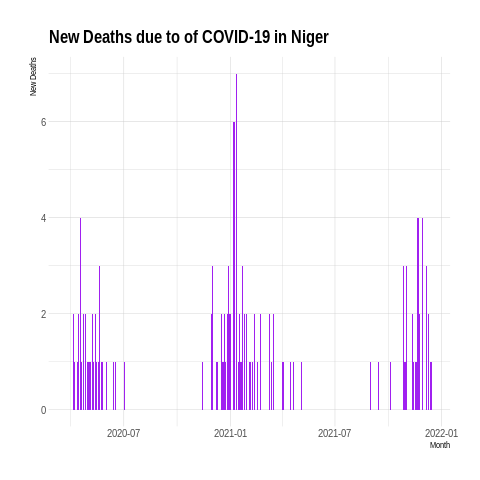 New Deaths due to of COVID-19 in Niger
New Deaths
6
4
2
0
2020-07
2021-01
2021-07
2022-01
Month